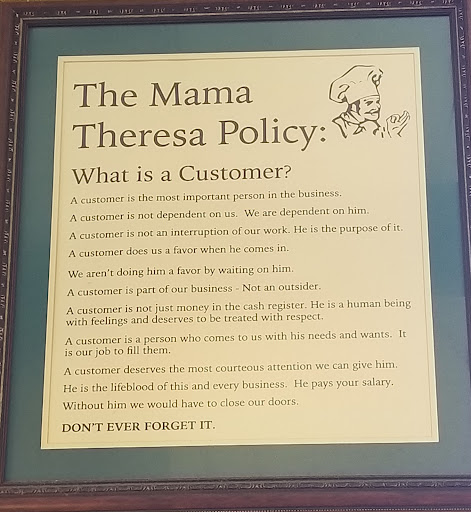 The Mama
Theresa Policy:
What is a Customer?
A customer is the most important person in the business.
A customer is not dependent on us. We are dependent on him.
A customer is not an interruption of our work. He is the purpose of it.
A customer does us a favor when he comes in.
We aren't doing him a favor by waiting on him.
A customer is part of our business - Not an outsider.
A customer is not just money in the cash register. He is a human being
with feelings and deserves to be treated with respect.
A customer is a person who comes to us with his needs and wants. It
is our job to fill them.
A customer deserves the most courteous attention we can give him.
He is the lifeblood of this and every business. He pays your salary.
Without him we would have to close our doors.
DON'T EVER FORGET IT.